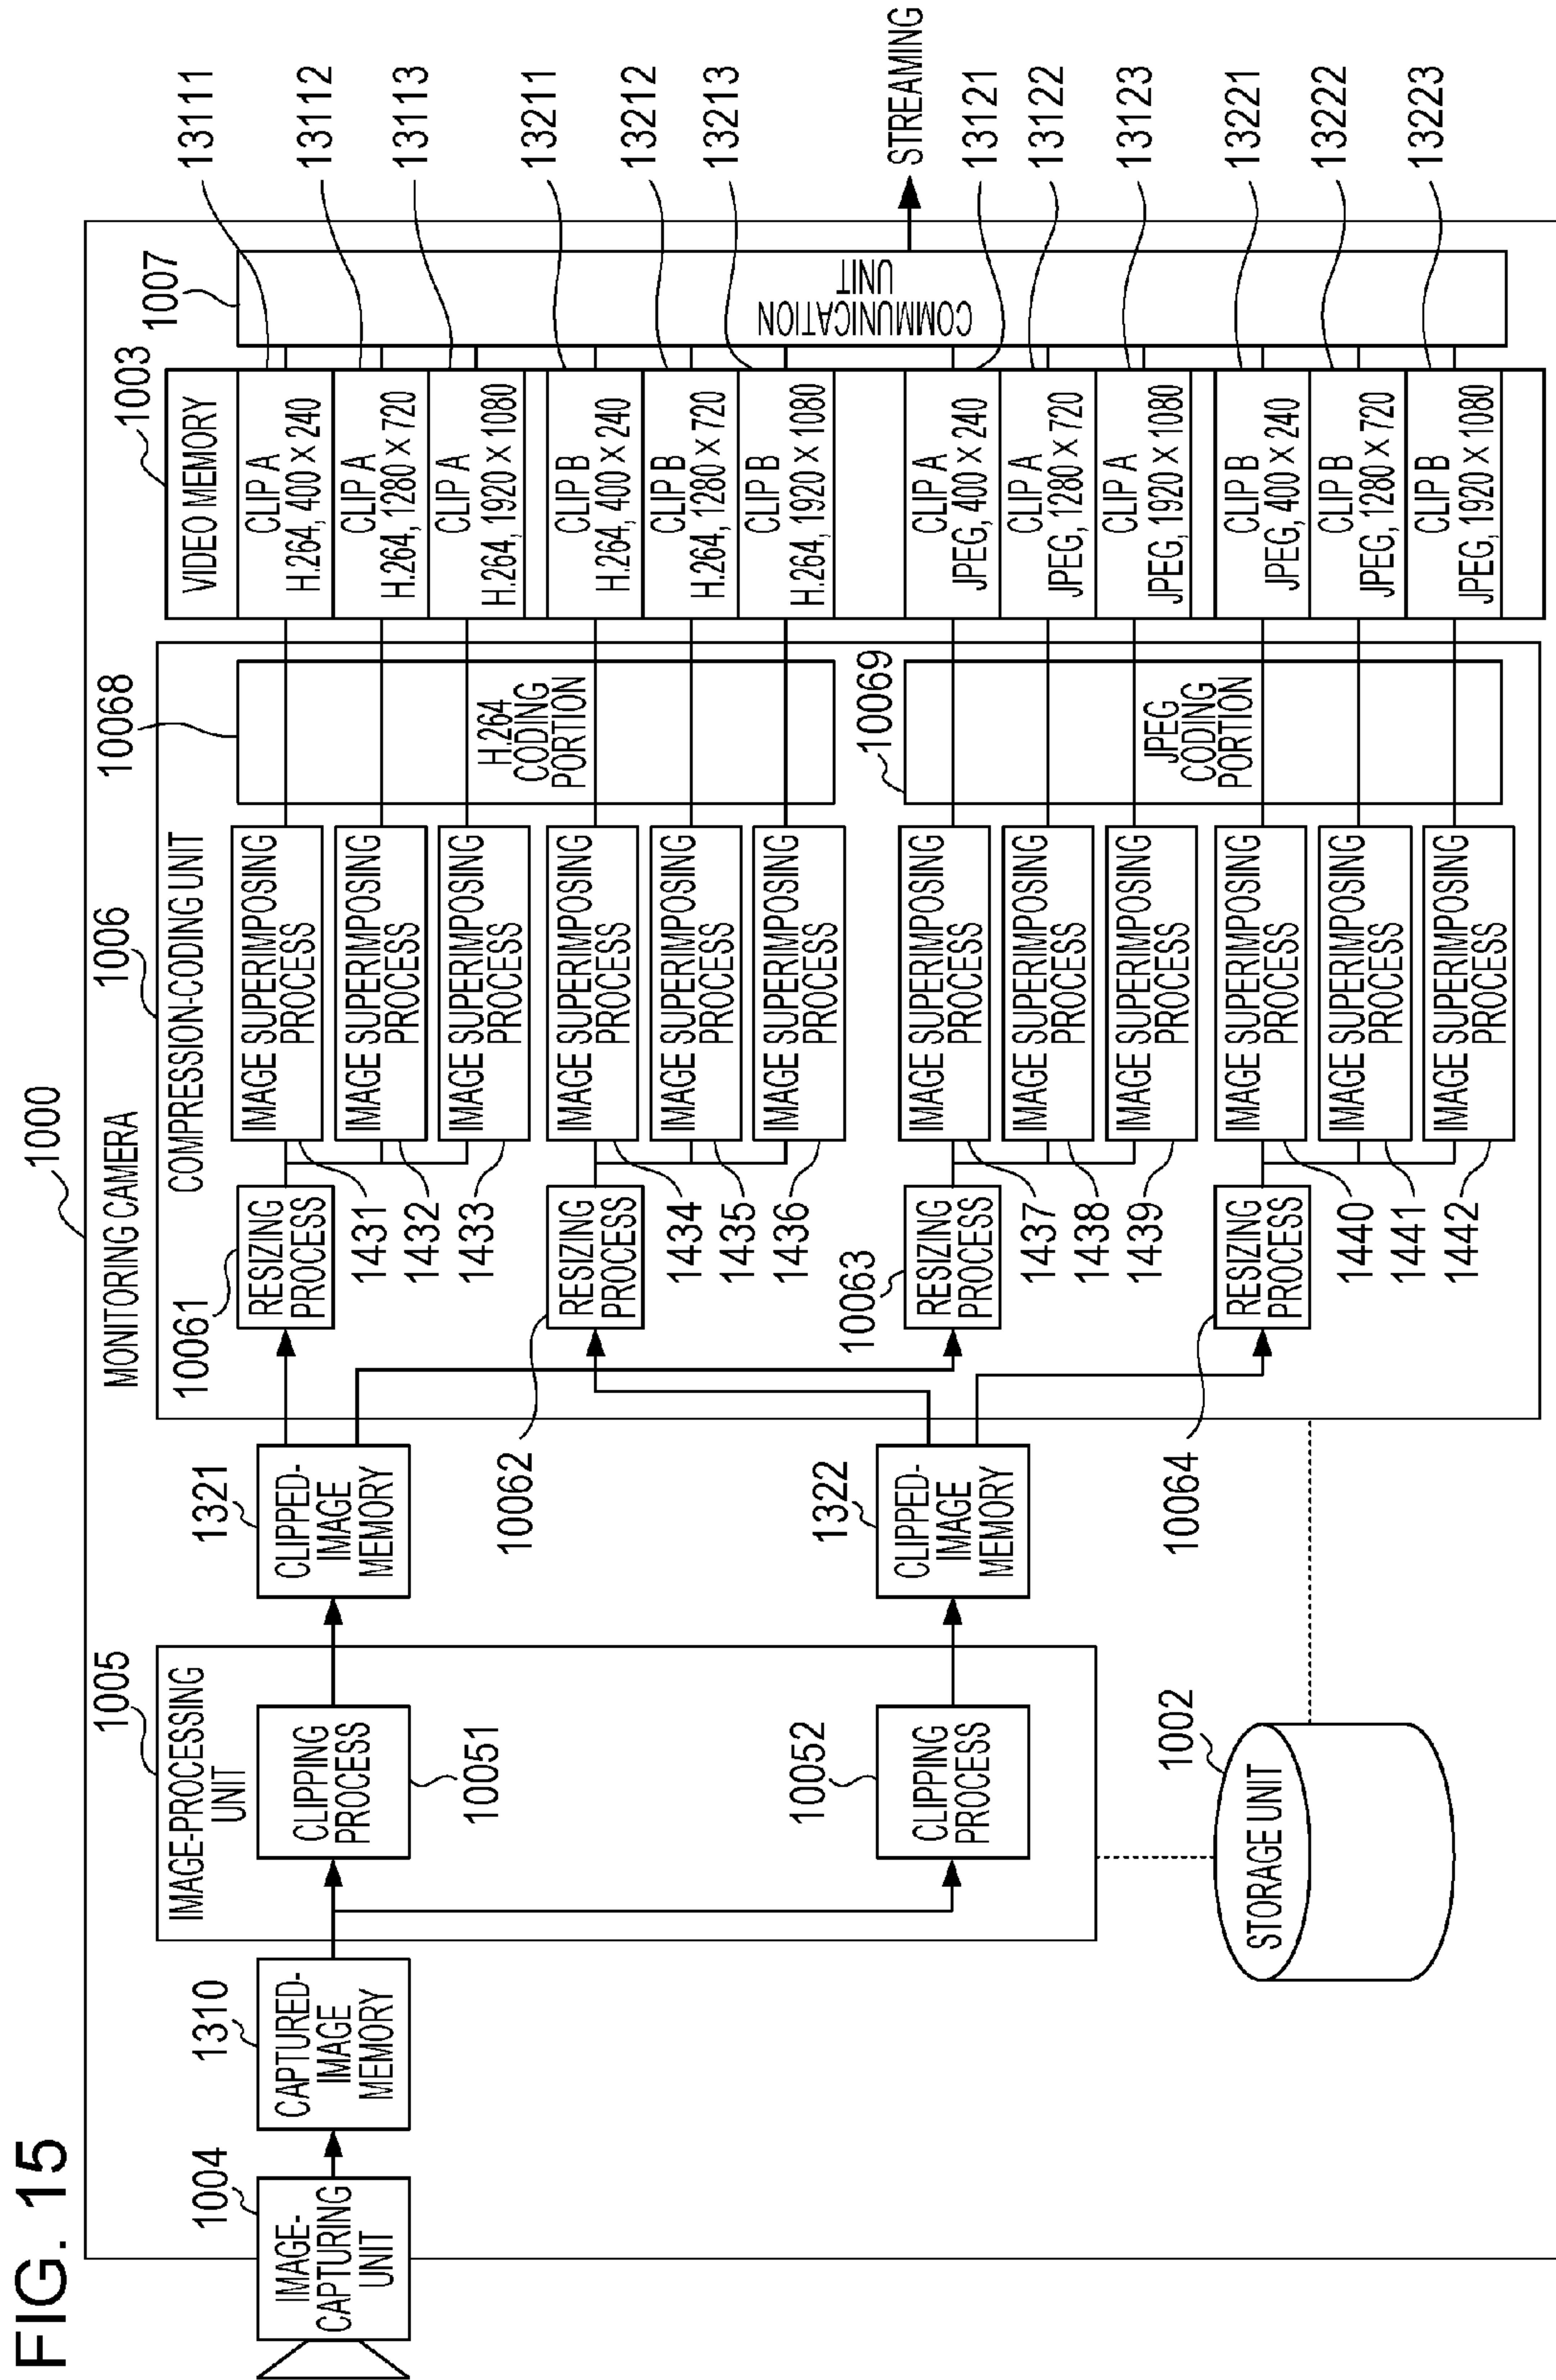 FIG. 15
1000
MONITORING CAMERA
1004
IMAGE-
CAPTURING
UNIT
1310
CAPTURED-
IMAGE
MEMORY
1005
IMAGE-PROCESSING
UNIT
CLIPPING
PROCESS
10051
10052
CLIPPING
PROCESS
1002
STORAGE UNIT
1321
CLIPPED-
IMAGE
MEMORY
1322
CLIPPED-
IMAGE
MEMORY
1006
COMPRESSION-CODING UNIT
10061
RESIZING
PROCESS
10062
RESIZING
PROCESS
10063
RESIZING
PROCESS
10064
RESIZING
PROCESS
1431
IMAGE SUPERIMPOSING
PROCESS
1432
IMAGE SUPERIMPOSING
PROCESS
1433
IMAGE SUPERIMPOSING
PROCESS
1434
IMAGE SUPERIMPOSING
PROCESS
1435
IMAGE SUPERIMPOSING
PROCESS
1436
IMAGE SUPERIMPOSING
PROCESS
1437
IMAGE SUPERIMPOSING
PROCESS
1438
IMAGE SUPERIMPOSING
PROCESS
1439
IMAGE SUPERIMPOSING
PROCESS
1440
IMAGE SUPERIMPOSING
PROCESS
1441
IMAGE SUPERIMPOSING
PROCESS
1442
IMAGE SUPERIMPOSING
PROCESS
10068
H.264
CODING
PORTION
10069
JPEG
CODING
PORTION
1003
VIDEO MEMORY
CLIP A
H.264, 400 × 240
CLIP A
H.264, 1280 × 720
CLIP A
H.264, 1920 × 1080
CLIP B
H.264, 400 × 240
CLIP B
H.264, 1280 × 720
CLIP B
H.264, 1920 × 1080
CLIP A
JPEG, 400 × 240
CLIP A
JPEG, 1280 × 720
CLIP A
JPEG, 1920 × 1080
CLIP B
JPEG, 400 × 240
CLIP B
JPEG, 1280 × 720
CLIP B
JPEG, 1920 × 1080
1007
COMMUNICATION
UNIT
13111
13112
13113
13211
13212
13213
STREAMING
13121
13122
13123
13221
13222
13223